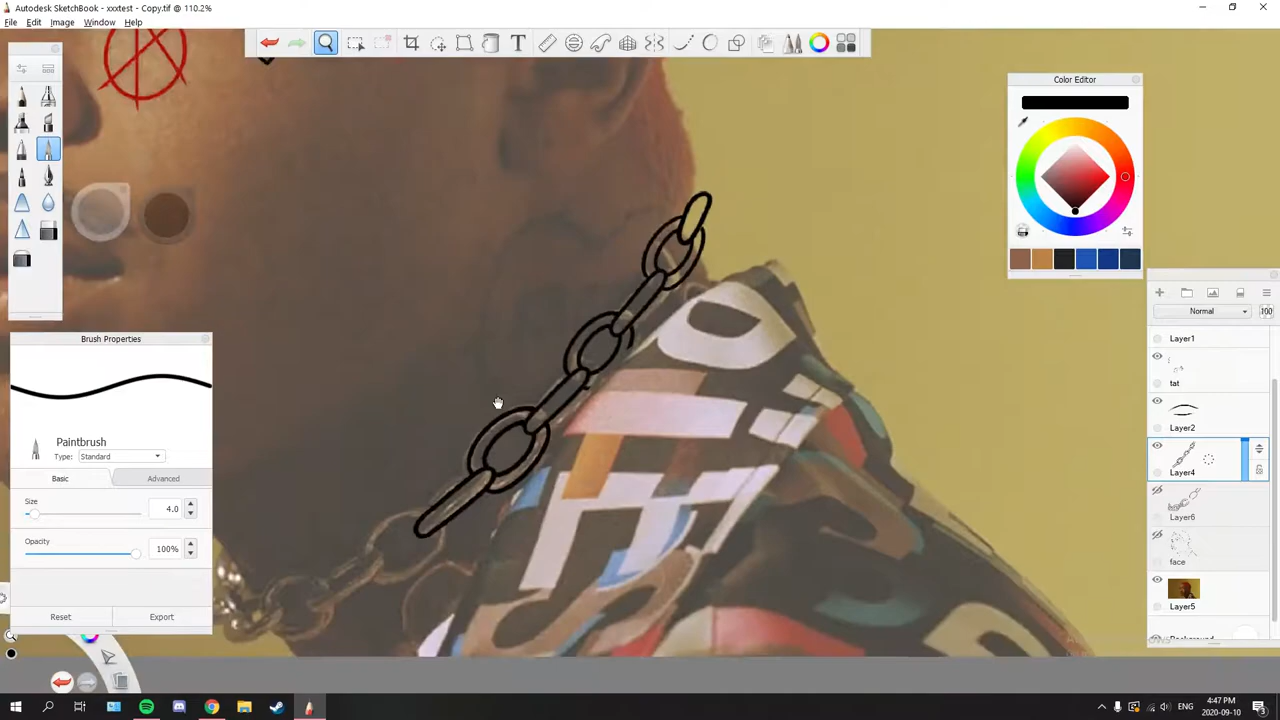 Autodesk SketchBook - xxxtest - Copy.tif @ 110.2%
File Edit Image Window Help
T
Color Editor
Normal
100
Layer1
tat
Layer2
Layer4
Layer6
face
Layer5
Background
Brush Properties
Paintbrush
Type: Standard
Basic Advanced
Size
4.0
Opacity
100%
Reset Export
4:47 PM
ENG
2020-09-10
3